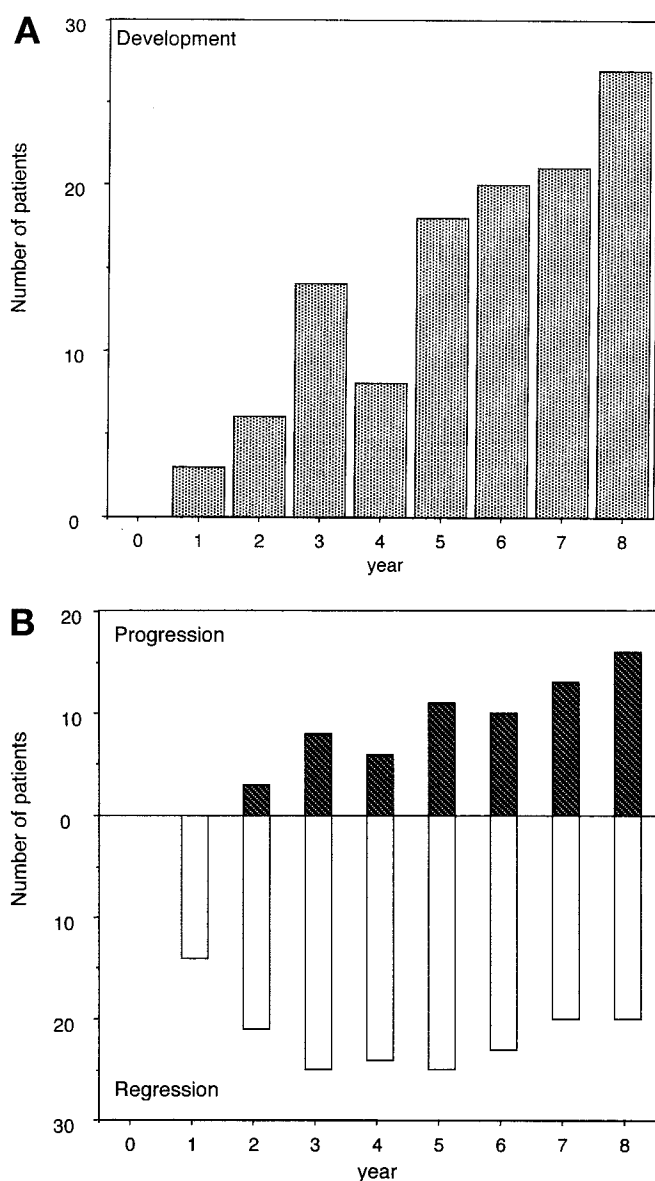 A
Development
Number of patients
30
20
10
0
0 1 2 3 4 5 6 7 8
year
B
Progression
Number of patients
20
10
0
10
20
30
Regression
0 1 2 3 4 5 6 7 8
year